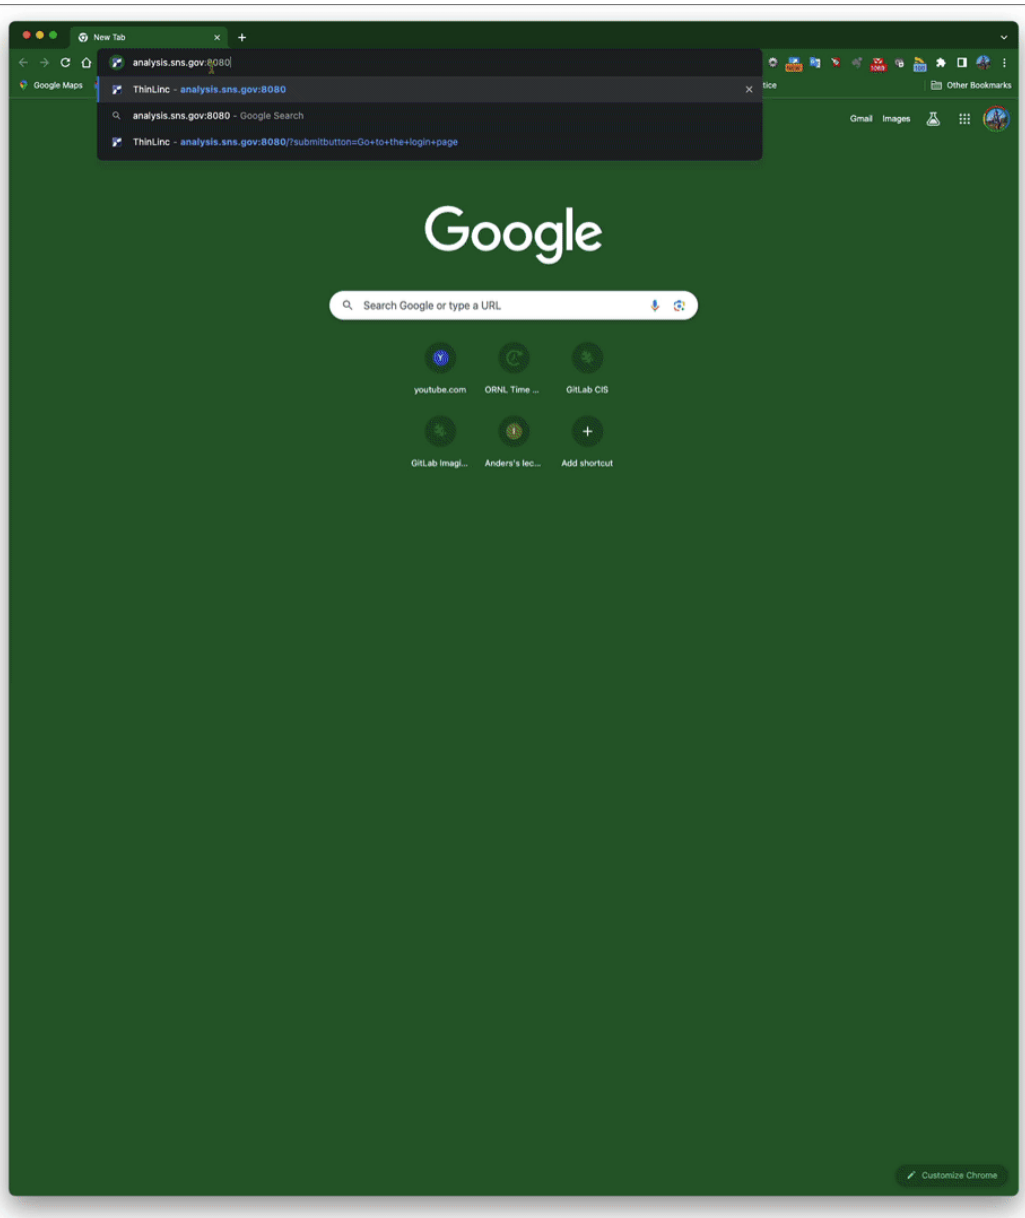 New Tab
analysis.sns.gov:8080
Google Maps
tice
Other Bookmarks
ThinLinc - analysis.sns.gov:8080
analysis.sns.gov:8080 - Google Search
ThinLinc - analysis.sns.gov:8080/?submitbutton=Go+to+the+login+page
Gmail Images
Google
Search Google or type a URL
youtube.com ORNL Time ... GitLab CIS
GitLab Imagi... Anders's lec... Add shortcut
Customize Chrome